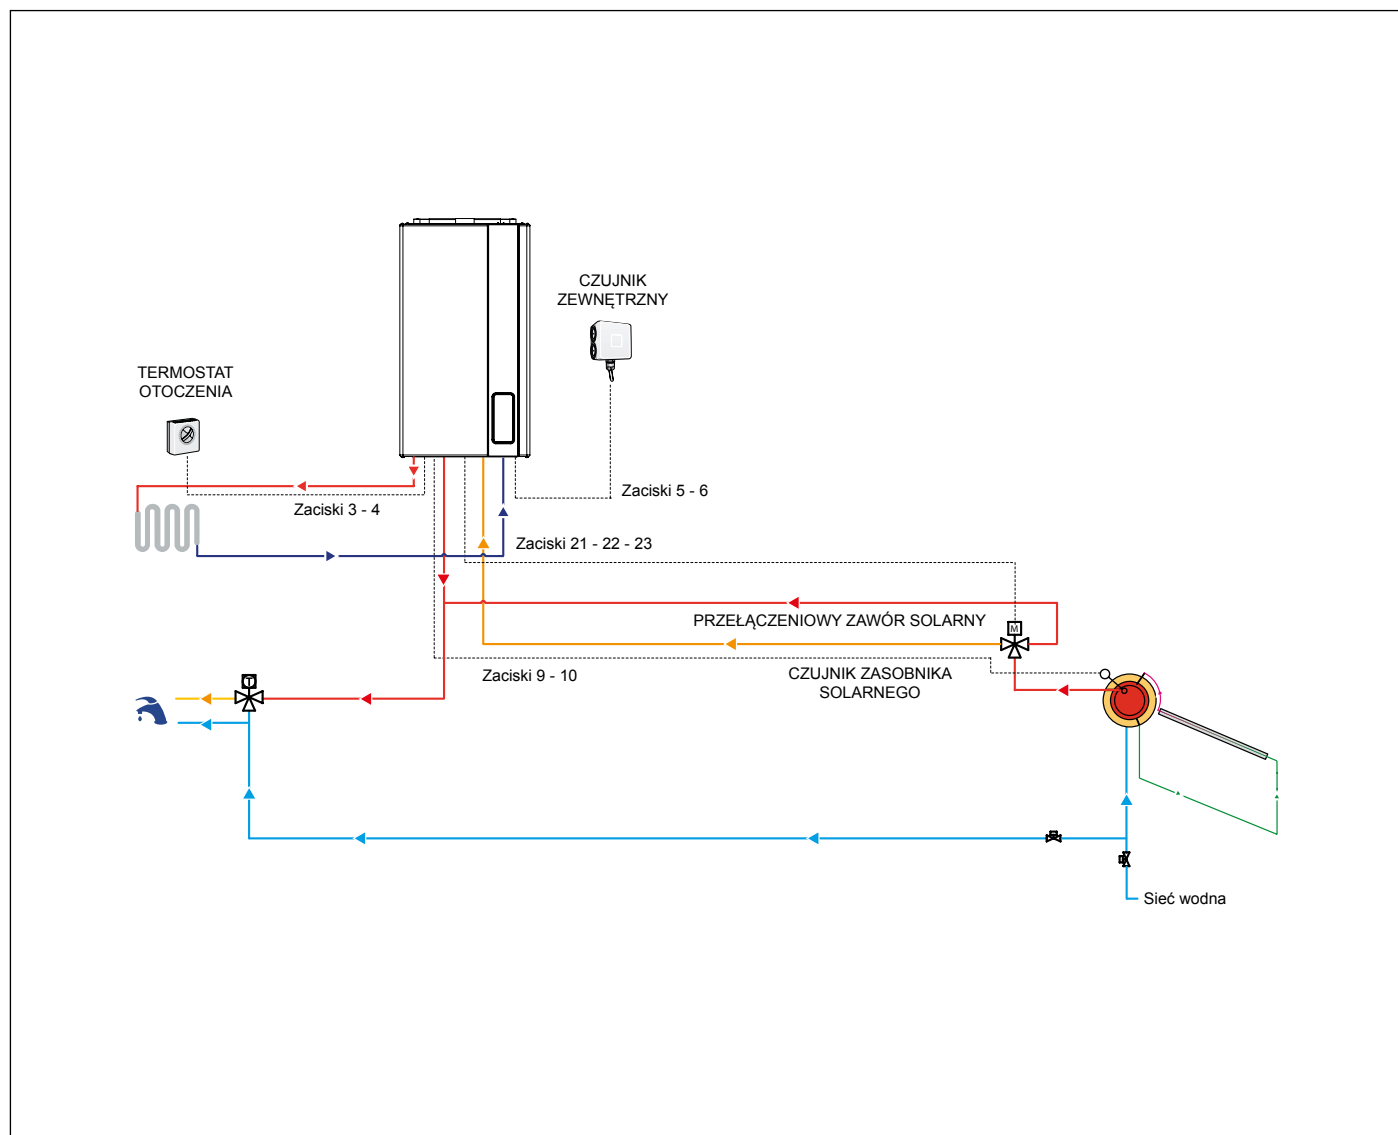 CZUJNIK
ZEWNĘTRZNY
TERMOSTAT
OTOCZENIA
Zaciski 5 - 6
Zaciski 3 - 4
Zaciski 21 - 22 - 23
PRZEŁĄCZENIOWY ZAWÓR SOLARNY
M
Zaciski 9 - 10
CZUJNIK ZASOBNIKA
SOLARNEGO
T
Sieć wodna